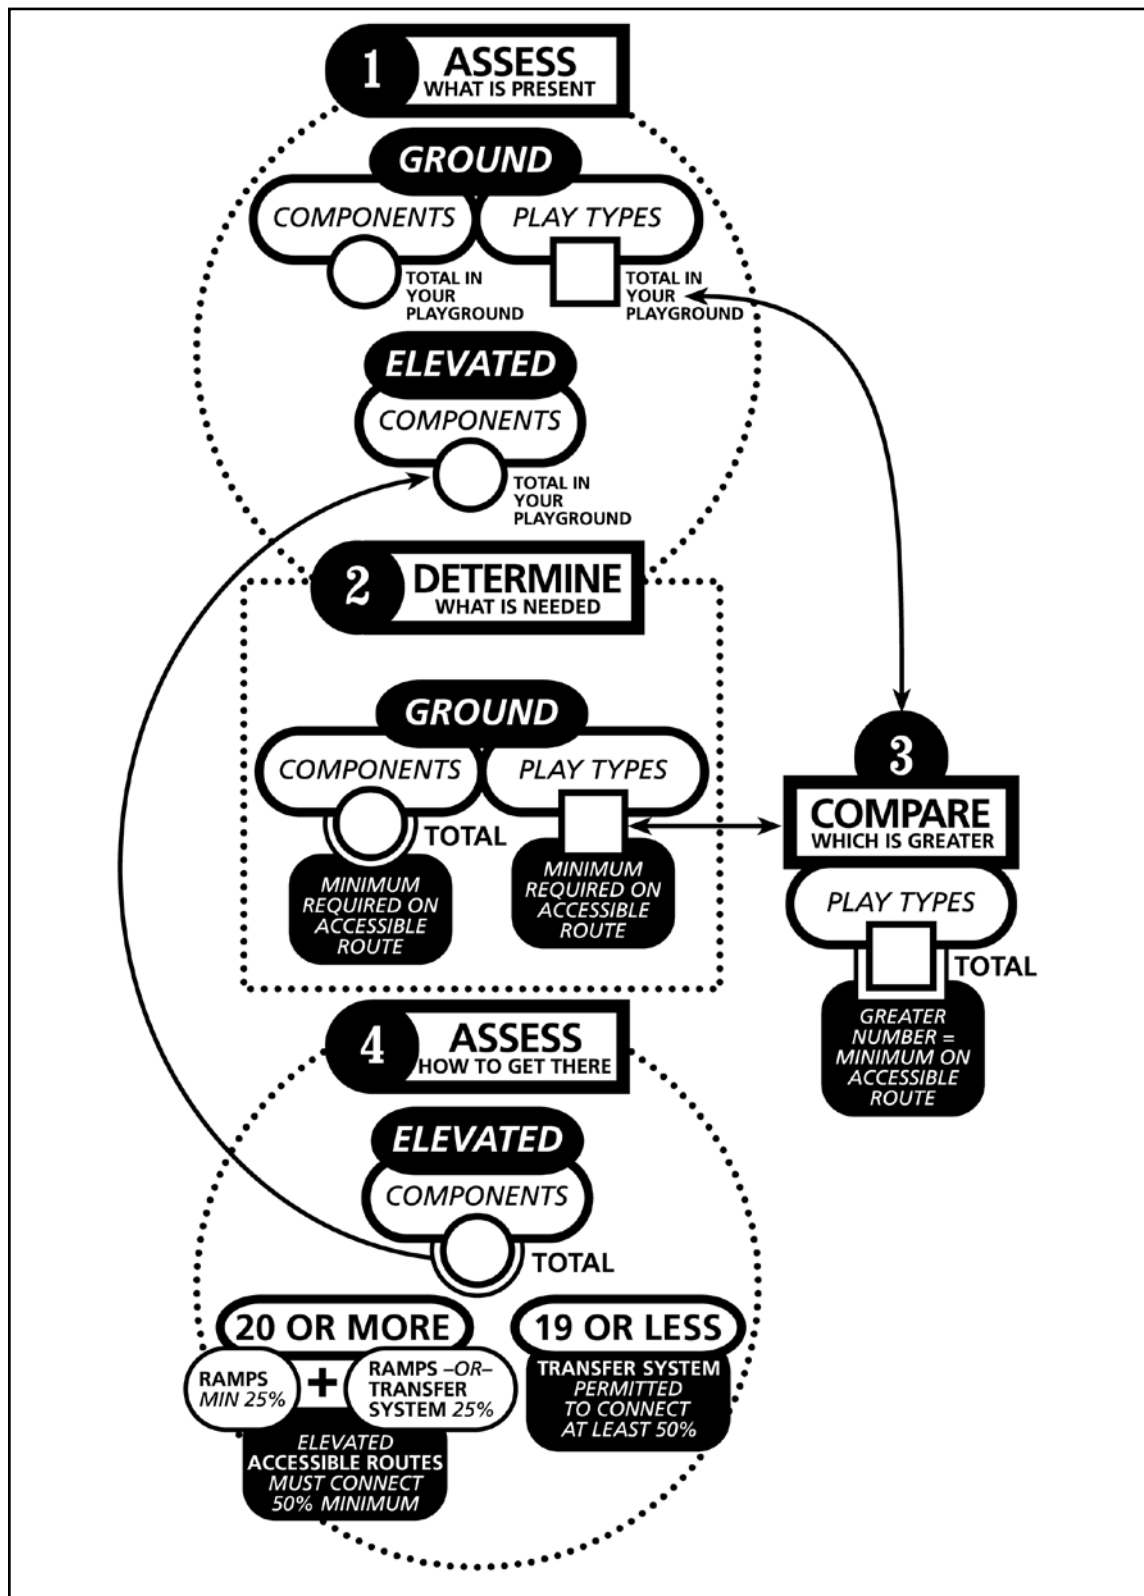 1
ASSESS
WHAT IS PRESENT
GROUND
COMPONENTS
PLAY TYPES
TOTAL IN
YOUR
PLAYGROUND
TOTAL IN
YOUR
PLAYGROUND
ELEVATED
COMPONENTS
TOTAL IN
YOUR
PLAYGROUND
2
DETERMINE
WHAT IS NEEDED
GROUND
COMPONENTS
PLAY TYPES
TOTAL
MINIMUM
REQUIRED ON
ACCESSIBLE
ROUTE
MINIMUM
REQUIRED ON
ACCESSIBLE
ROUTE
3
COMPARE
WHICH IS GREATER
PLAY TYPES
TOTAL
GREATER
NUMBER =
MINIMUM ON
ACCESSIBLE
ROUTE
4
ASSESS
HOW TO GET THERE
ELEVATED
COMPONENTS
TOTAL
20 OR MORE
RAMPS
MIN 25%
+
RAMPS –OR–
TRANSFER
SYSTEM 25%
ELEVATED
ACCESSIBLE ROUTES
MUST CONNECT
50% MINIMUM
19 OR LESS
TRANSFER SYSTEM
PERMITTED
TO CONNECT
AT LEAST 50%